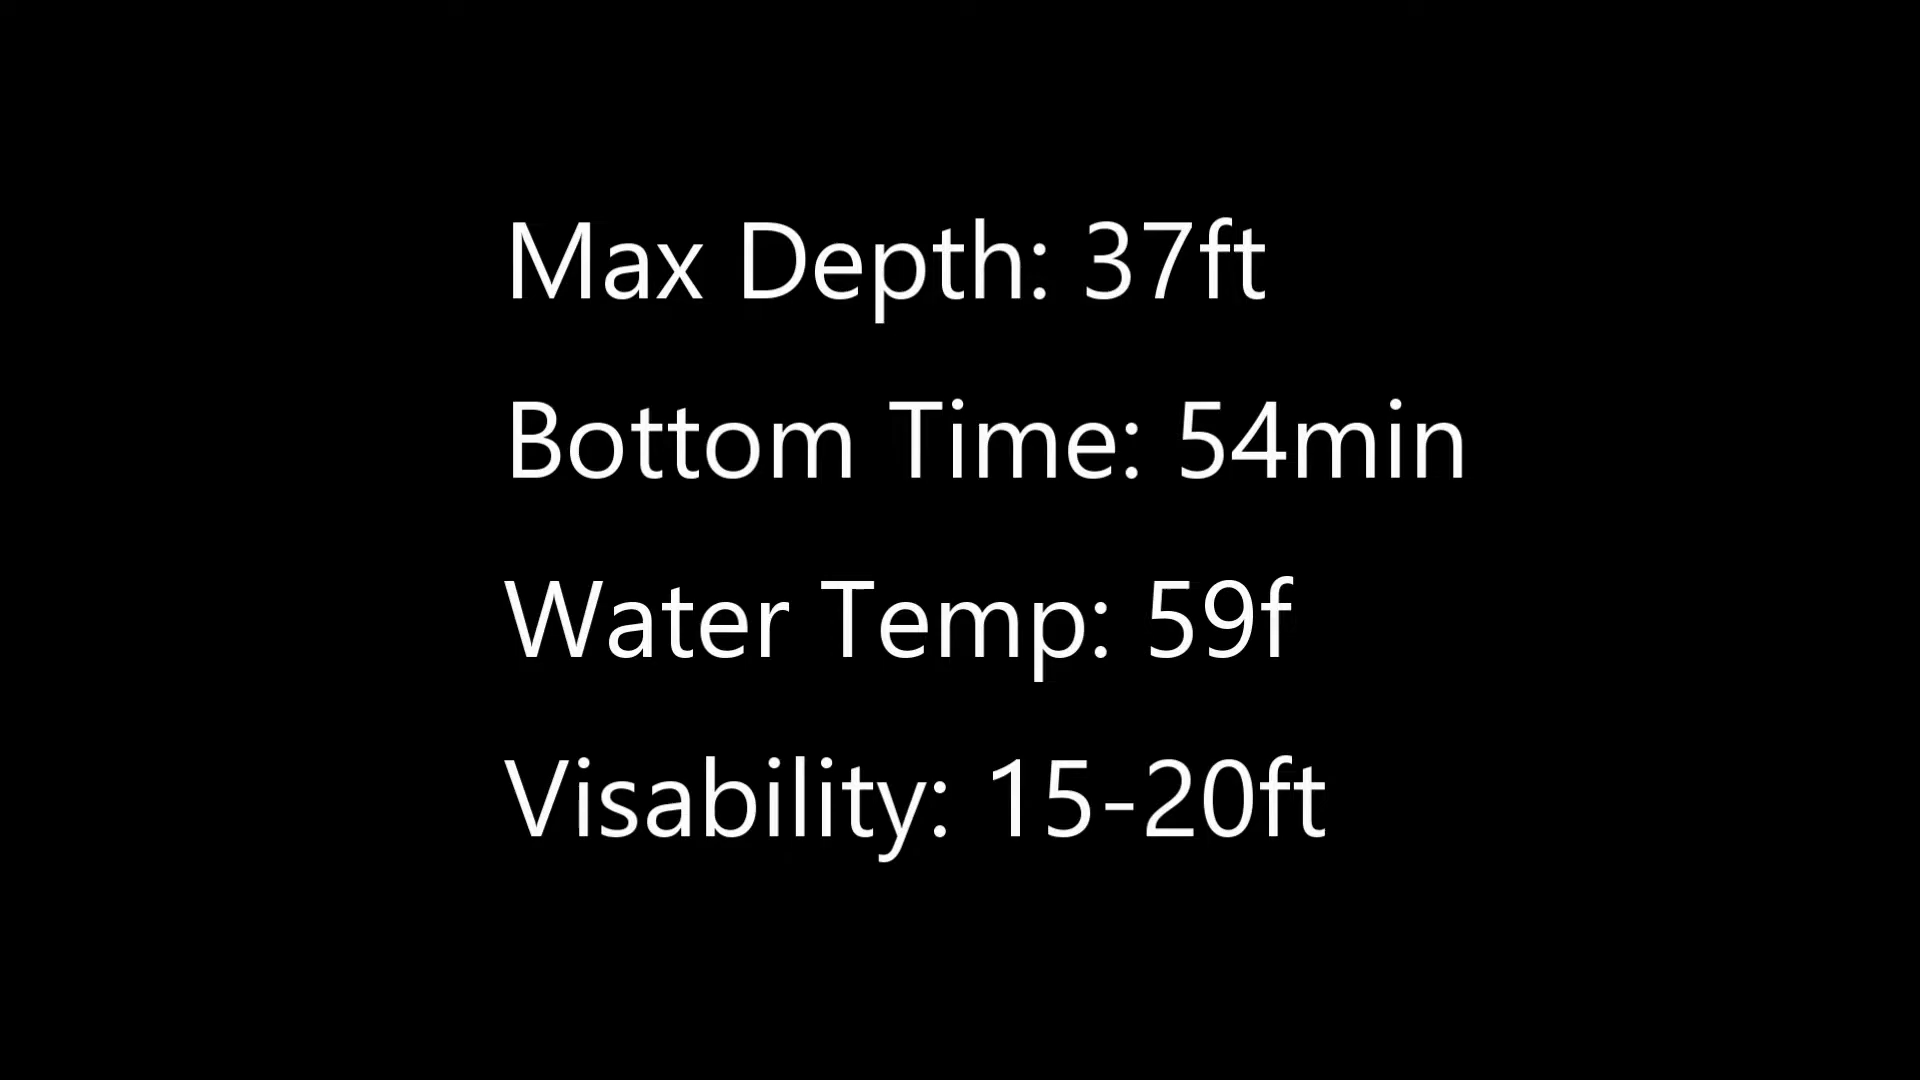 Max Depth: 37ft
Bottom Time: 54min
Water Temp: 59f
Visability: 15-20ft